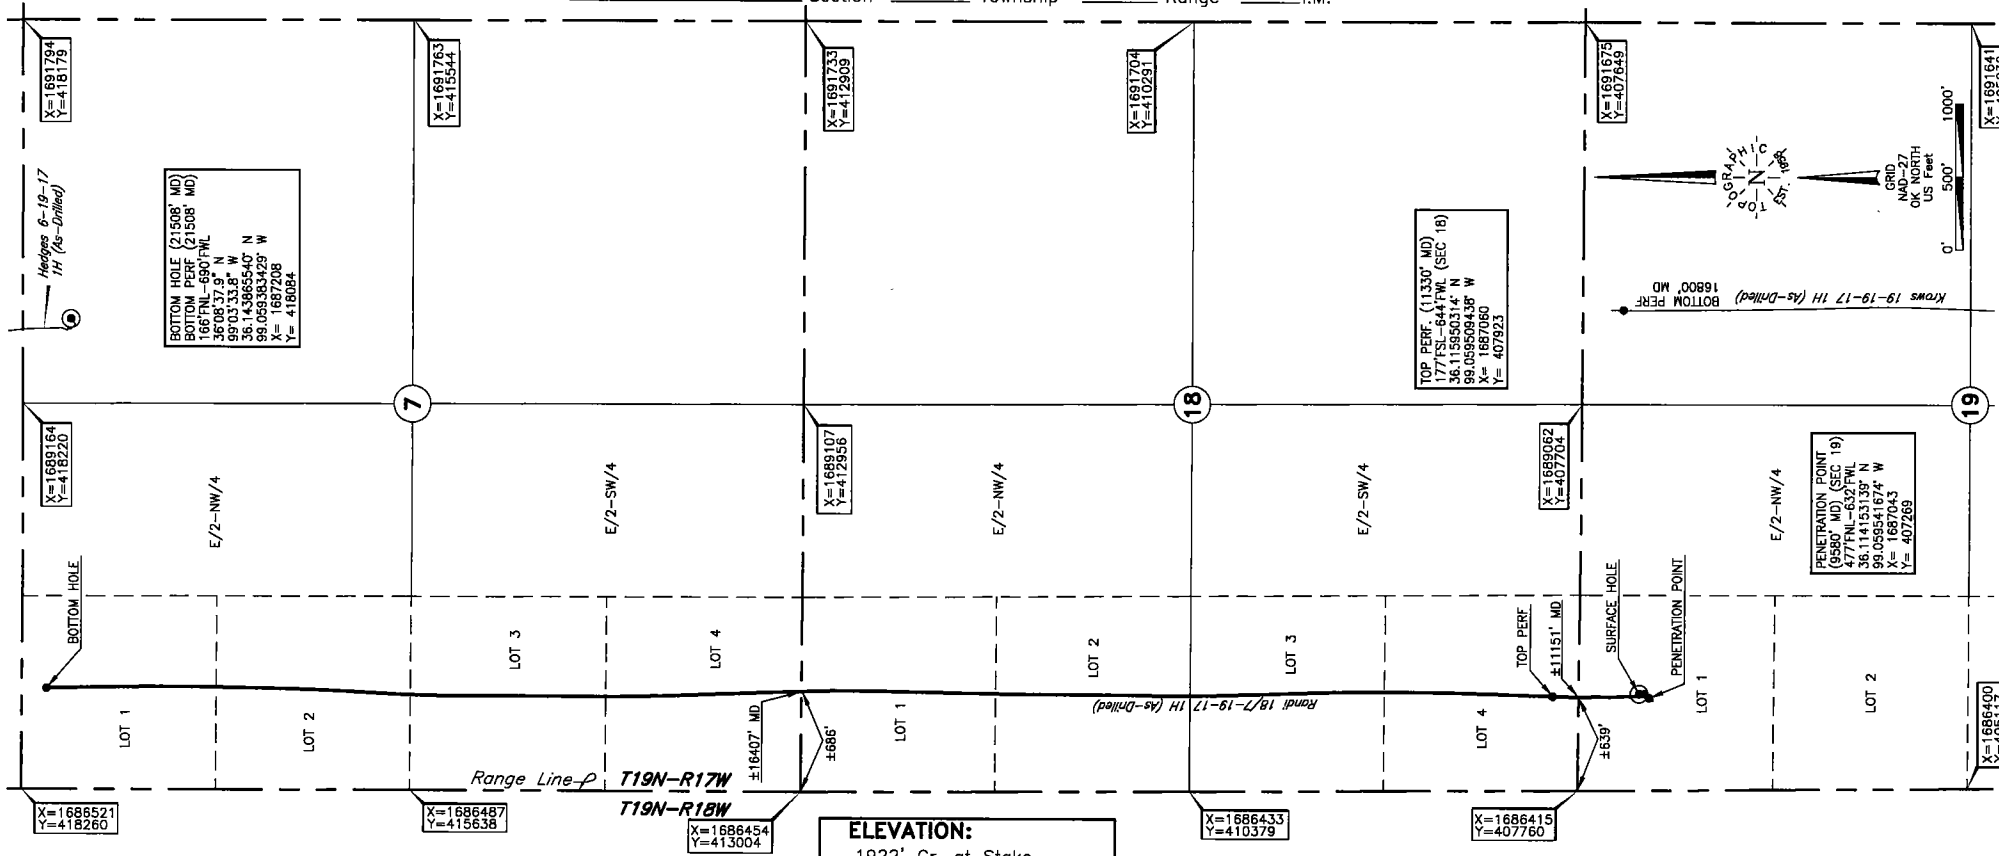 Section Township Range I.M.
X=1691794
Y=418179
X=1691763
Y=415544
X=1691733
Y=412909
X=1691704
Y=410291
X=1691675
Y=407649
X=1691641
Hedges 6-19-17
1H (As-Drilled)
BOTTOM HOLE (21508' MD)
BOTTOM PERF (21508' MD)
166'FNL-690'FWL
36°08'37.9" N
99°03'33.8" W
36.143865540° N
99.059383429° W
X= 1687208
Y= 418084
TOP PERF. (11330' MD)
177'FSL-644'FWL (SEC 18)
36.115950314° N
99.059509438° W
X= 1687060
Y= 407923
TOPOGRAPHIC
N
EST. 1960
GRID
NAD-27
OK NORTH
US Feet
0' 500' 1000'
BOTTOM PERF
16800' MD
Krows 19-19-17 1H (As-Drilled)
7
18
19
X=1689164
Y=418220
X=1689107
Y=412956
X=1689062
Y=407704
PENETRATION POINT
(9580' MD) (SEC 19)
477'FNL-632'FWL
36.114153139° N
99.059541674° W
X= 1687043
Y= 407269
E/2-NW/4
E/2-SW/4
E/2-NW/4
E/2-SW/4
E/2-NW/4
BOTTOM HOLE
TOP PERF
±11151' MD
SURFACE HOLE
PENETRATION POINT
LOT 1
LOT 2
LOT 3
LOT 4
LOT 1
LOT 2
LOT 3
LOT 4
LOT 1
LOT 2
±16407' MD
±686'
±639'
Randi 18/7-19-17 1H (As-Drilled)
Range Line
T19N-R17W
T19N-R18W
X=1686521
Y=418260
X=1686487
Y=415638
X=1686454
Y=413004
X=1686433
Y=410379
X=1686415
Y=407760
X=1686400
ELEVATION:
1922' Gr. at Stake